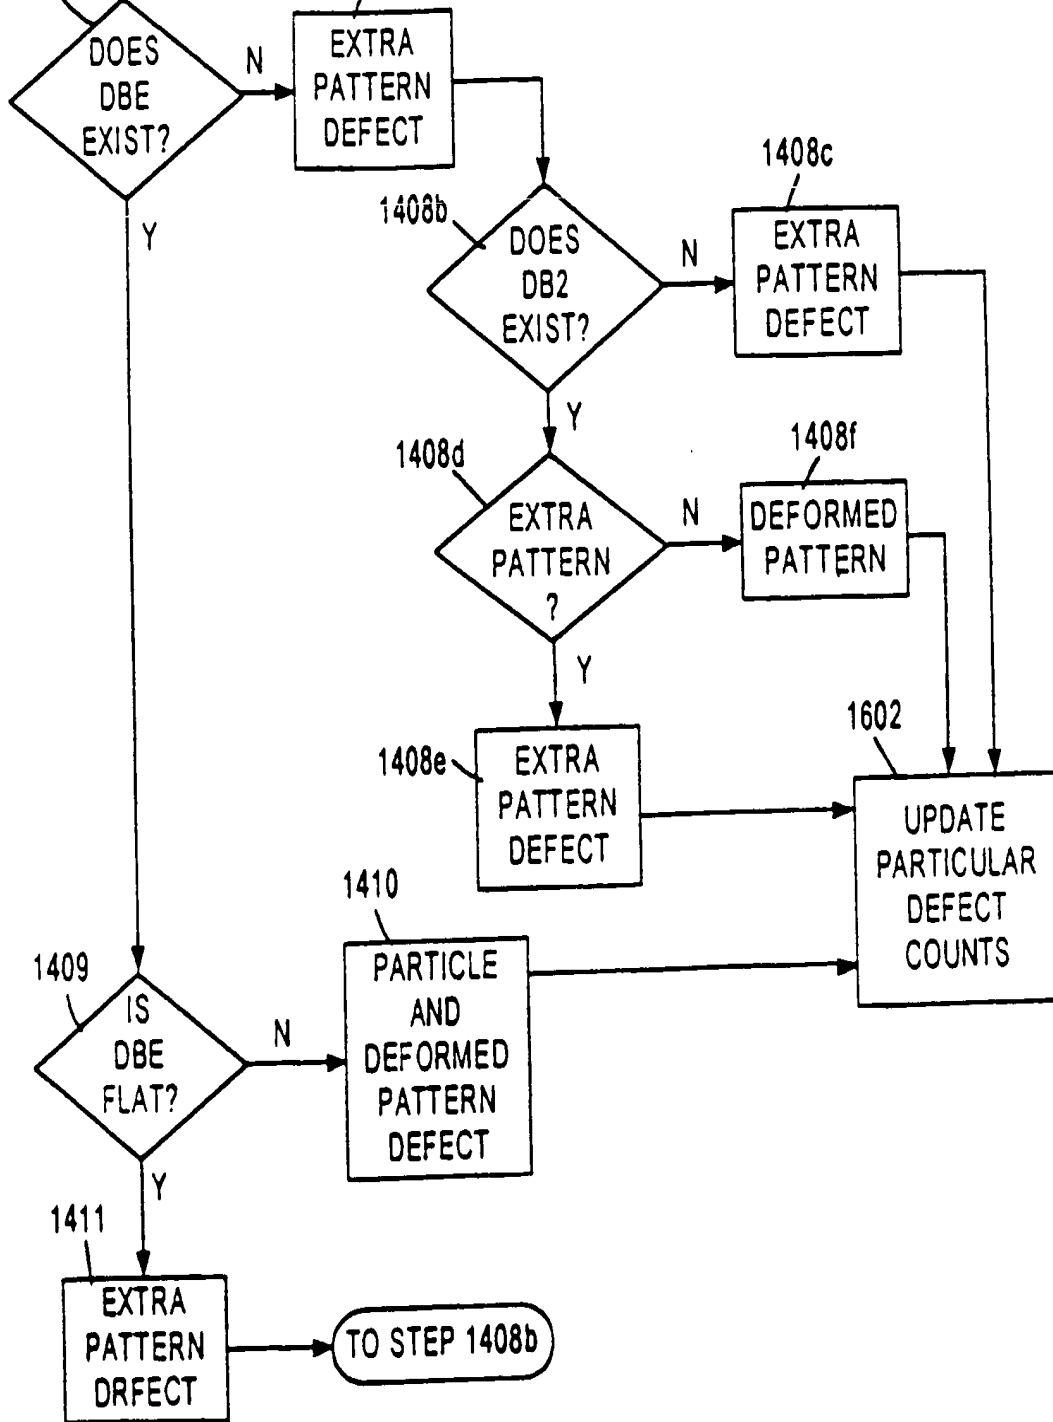 DOES
DBE
EXIST?
N
EXTRA
PATTERN
DEFECT
Y
1408b
DOES
DB2
EXIST?
N
1408c
EXTRA
PATTERN
DEFECT
Y
1408d
EXTRA
PATTERN
?
N
1408f
DEFORMED
PATTERN
Y
1408e
EXTRA
PATTERN
DEFECT
1602
UPDATE
PARTICULAR
DEFECT
COUNTS
1409
IS
DBE
FLAT?
N
1410
PARTICLE
AND
DEFORMED
PATTERN
DEFECT
Y
1411
EXTRA
PATTERN
DRFECT
TO STEP 1408b